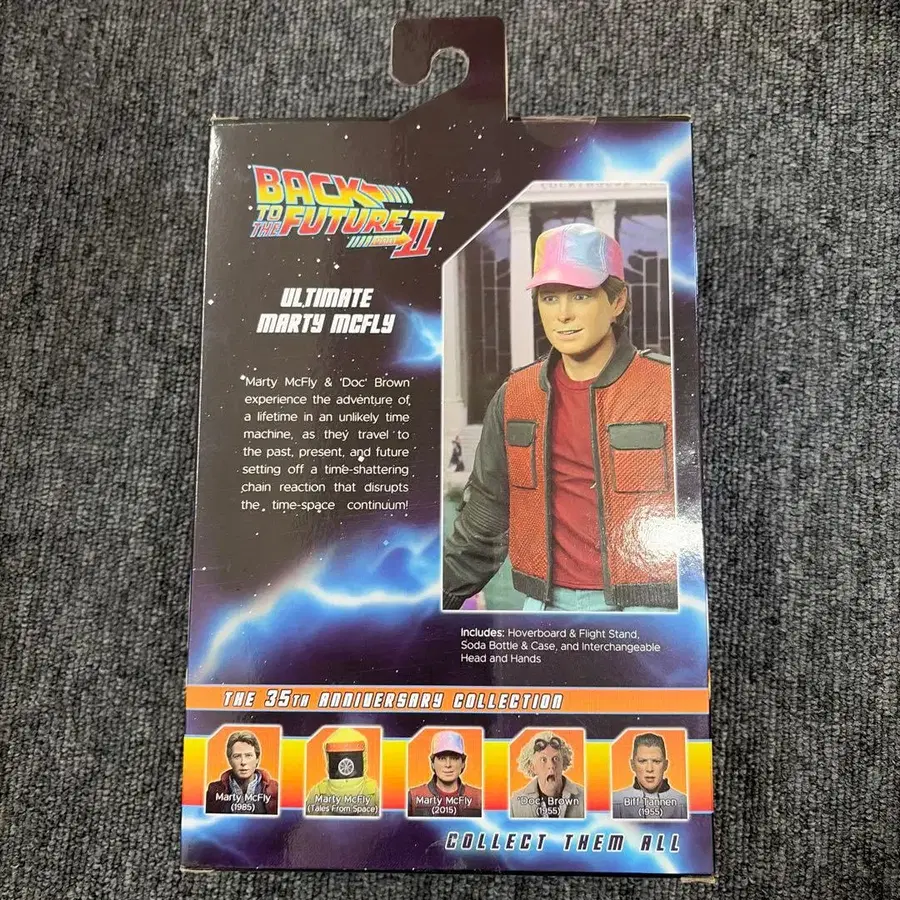 BACK
TO THE FUTURE
PART II
ULTIMATE
MARTY MCFLY
Marty McFly & 'Doc' Brown
experience the adventure of
a lifetime in an unlikely time
machine, as they travel to
the past, present, and future
setting off a time-shattering
chain reaction that disrupts
the time-space continuum!
Includes: Hoverboard & Flight Stand,
Soda Bottle & Case, and Interchangeable
Head and Hands
THE 35TH ANNIVERSARY COLLECTION
Marty McFly
(1985)
Marty McFly
(Tales From Space)
Marty McFly
(2015)
'Doc' Brown
(1955)
Biff Tannen
(1955)
COLLECT THEM ALL